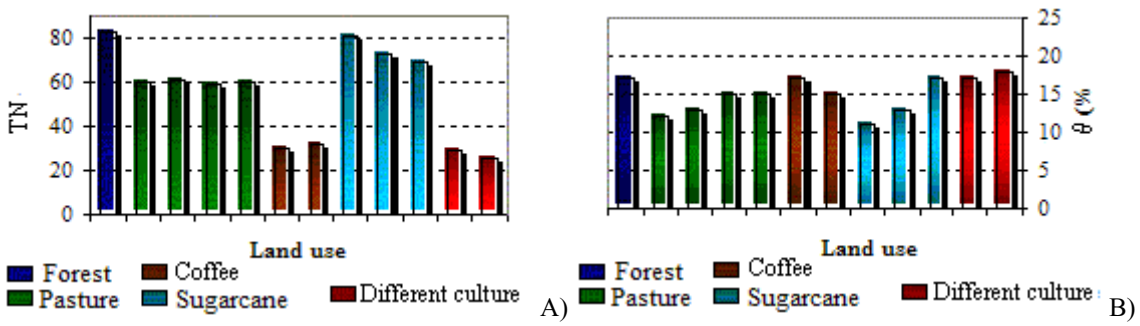 80
60
40
20
0
TN
Land use
Forest
Coffee
Pasture
Sugarcane
Different culture
A)
25
20
15
10
5
0
θ (%
Land use
Forest
Coffee
Pasture
Sugarcane
Different culture
B)